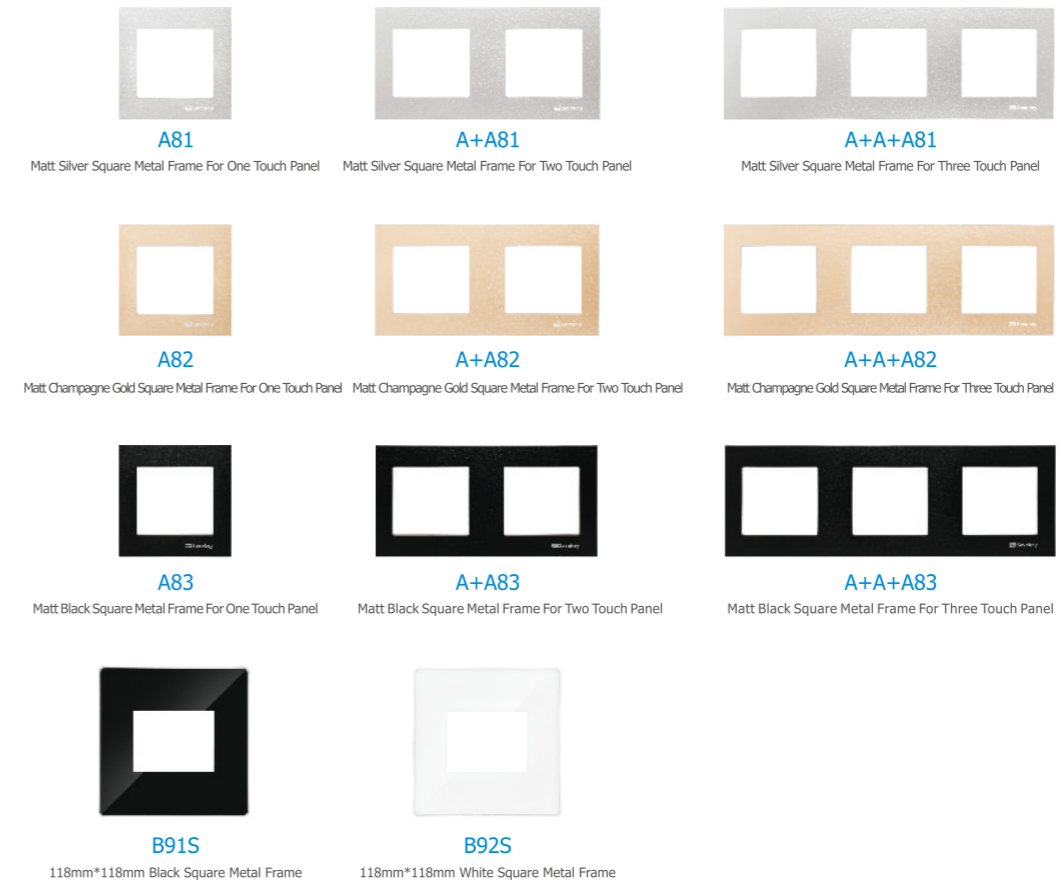 A81
A+A81
A+A+A81
Matt Silver Square Metal Frame For One Touch Panel
Matt Silver Square Metal Frame For Two Touch Panel
Matt Silver Square Metal Frame For Three Touch Panel
A82
A+A82
A+A+A82
Matt Champagne Gold Square Metal Frame For One Touch Panel
Matt Champagne Gold Square Metal Frame For Two Touch Panel
Matt Champagne Gold Square Metal Frame For Three Touch Panel
A83
A+A83
A+A+A83
Matt Black Square Metal Frame For One Touch Panel
Matt Black Square Metal Frame For Two Touch Panel
Matt Black Square Metal Frame For Three Touch Panel
B91S
B92S
118mm*118mm Black Square Metal Frame
118mm*118mm White Square Metal Frame